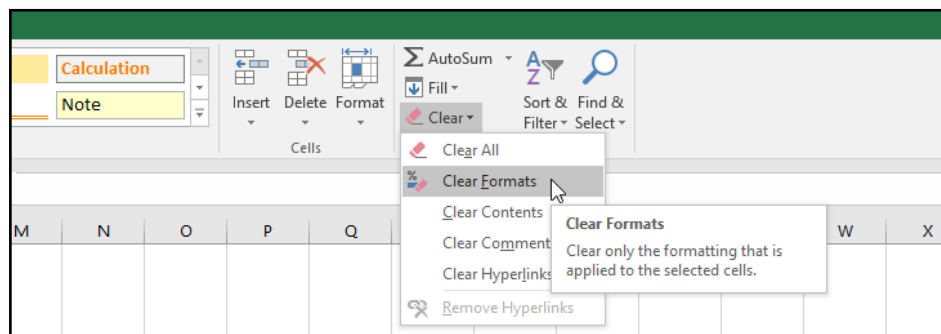 Calculation
Note
Insert
Delete
Format
Cells
AutoSum
Fill
Clear
Sort &
Filter
Find &
Select
Clear All
% Clear Formats
Clear Contents
Clear Comment
Clear Hyperlinks
Remove Hyperlinks
Clear Formats
Clear only the formatting that is
applied to the selected cells.
M N O P Q W X